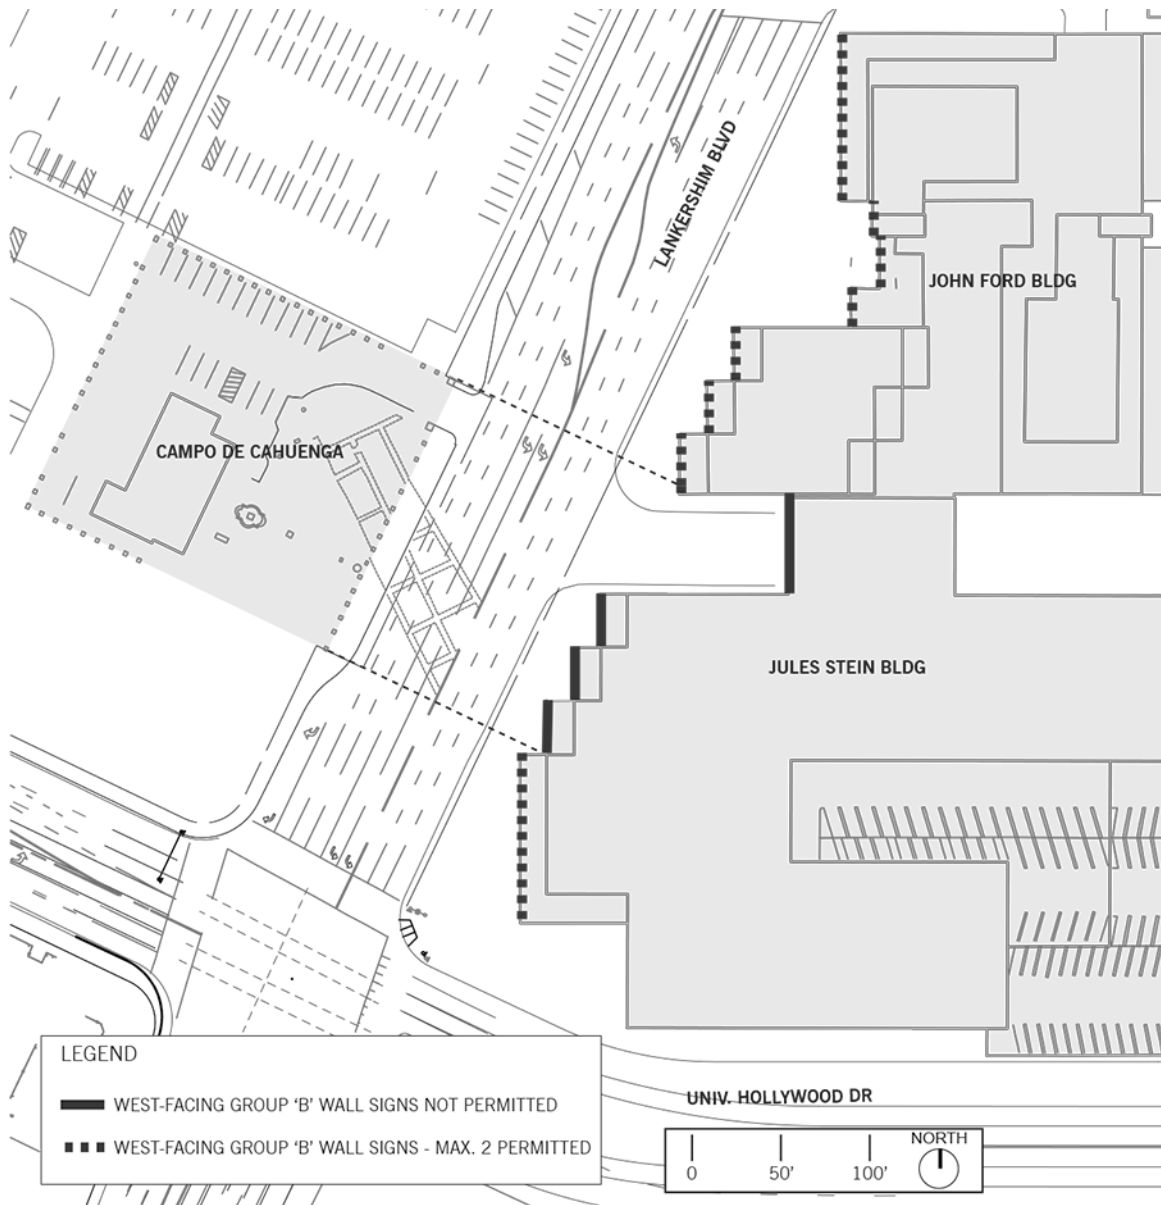 LANKERSHIM BLVD
JOHN FORD BLDG
CAMPO DE CAHUENGA
JULES STEIN BLDG
LEGEND
WEST-FACING GROUP ‘B’ WALL SIGNS NOT PERMITTED
WEST-FACING GROUP ‘B’ WALL SIGNS - MAX. 2 PERMITTED
UNIV. HOLLYWOOD DR
NORTH
0 50' 100'